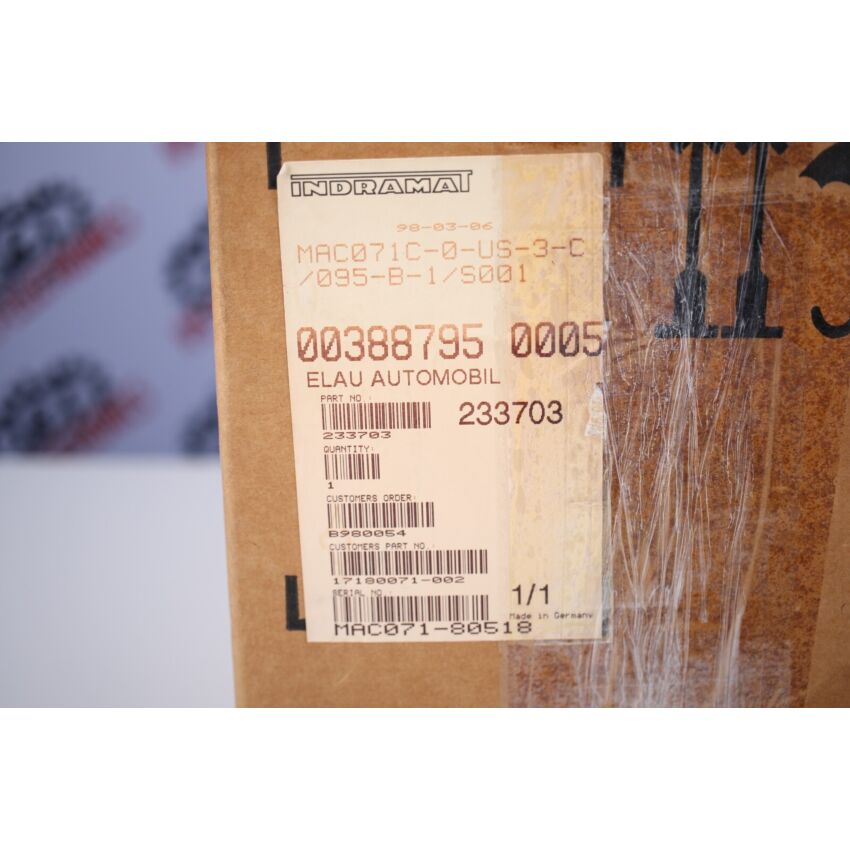 INDRAMAT
98-03-06
MAC071C-0-US-3-C
/095-B-1/S001
00388795 0005
ELAU AUTOMOBIL
PART NO.:
233703
233703
QUANTITY:
1
CUSTOMERS ORDER:
B980054
CUSTOMERS PART NO.:
17180071-002
1/1
SERIAL NO.:
Made in Germany
MAC071-80518